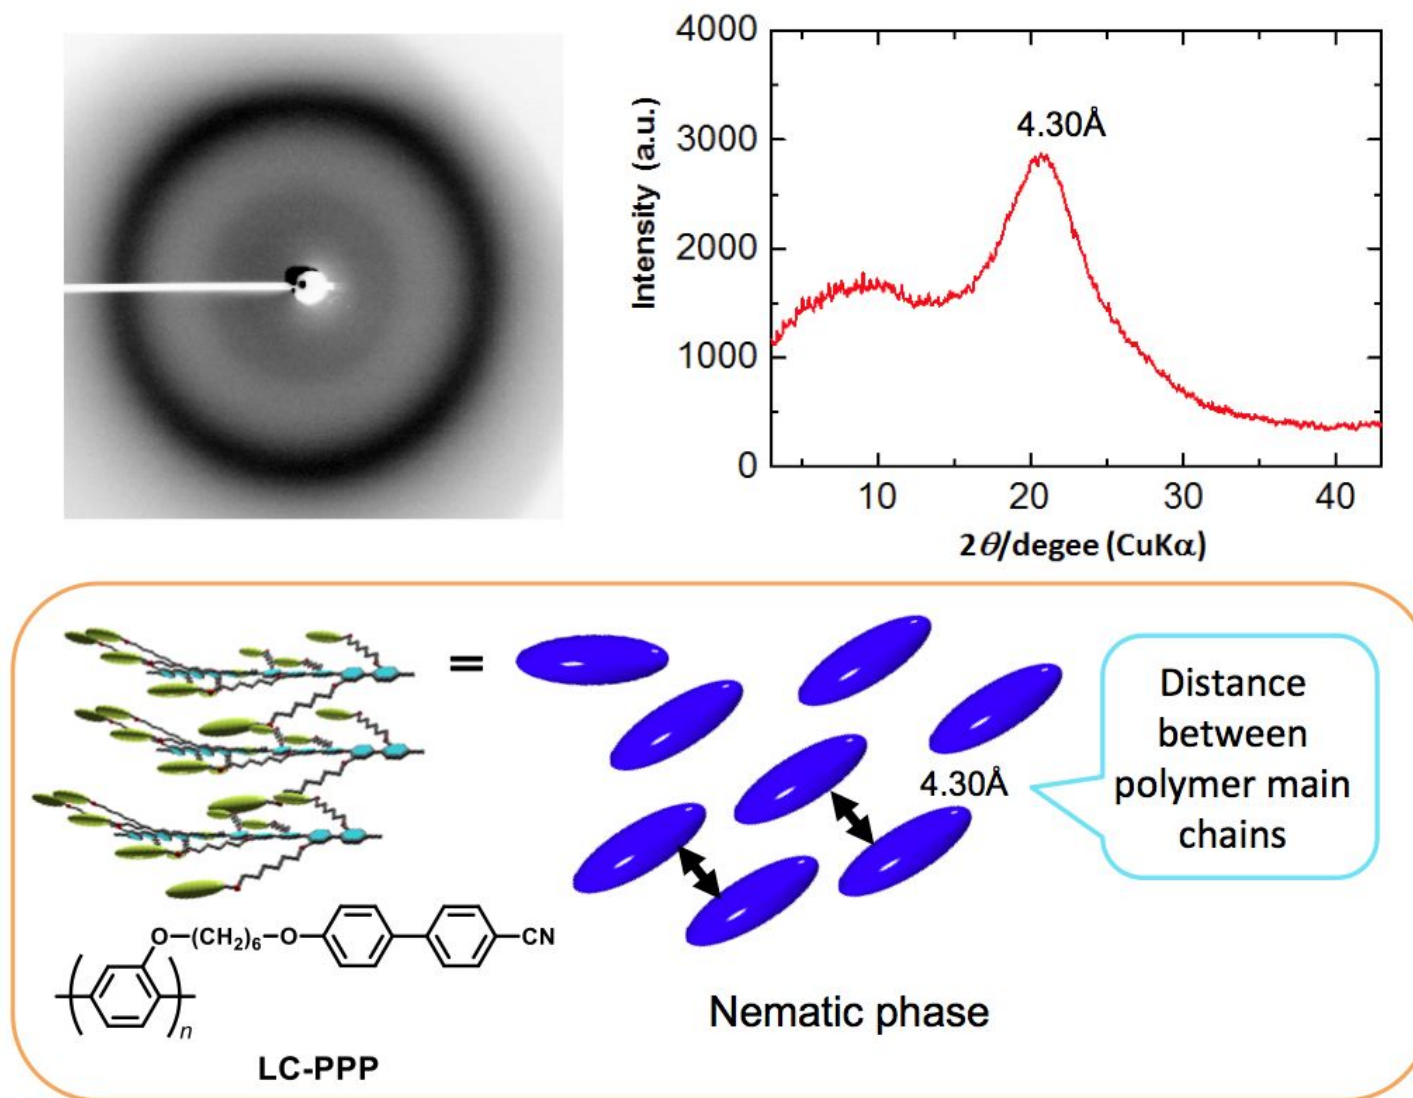 4000
3000
2000
1000
0
Intensity (a.u.)
4.30Å
10 20 30 40
2θ/degee (CuKα)
=
Distance
between
polymer main
chains
4.30Å
O—(CH₂)₆—O CN
n
LC-PPP
Nematic phase